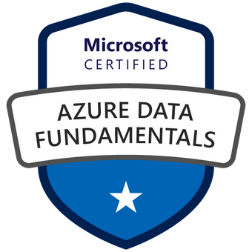 Microsoft
CERTIFIED
AZURE DATA
FUNDAMENTALS